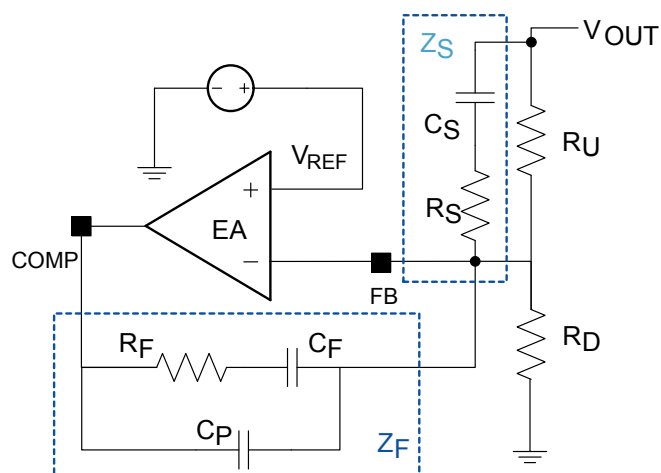 ZS
VOUT
- +
CS
RU
VREF
+
RS
EA
COMP
−
FB
RF
CF
RD
CP
ZF